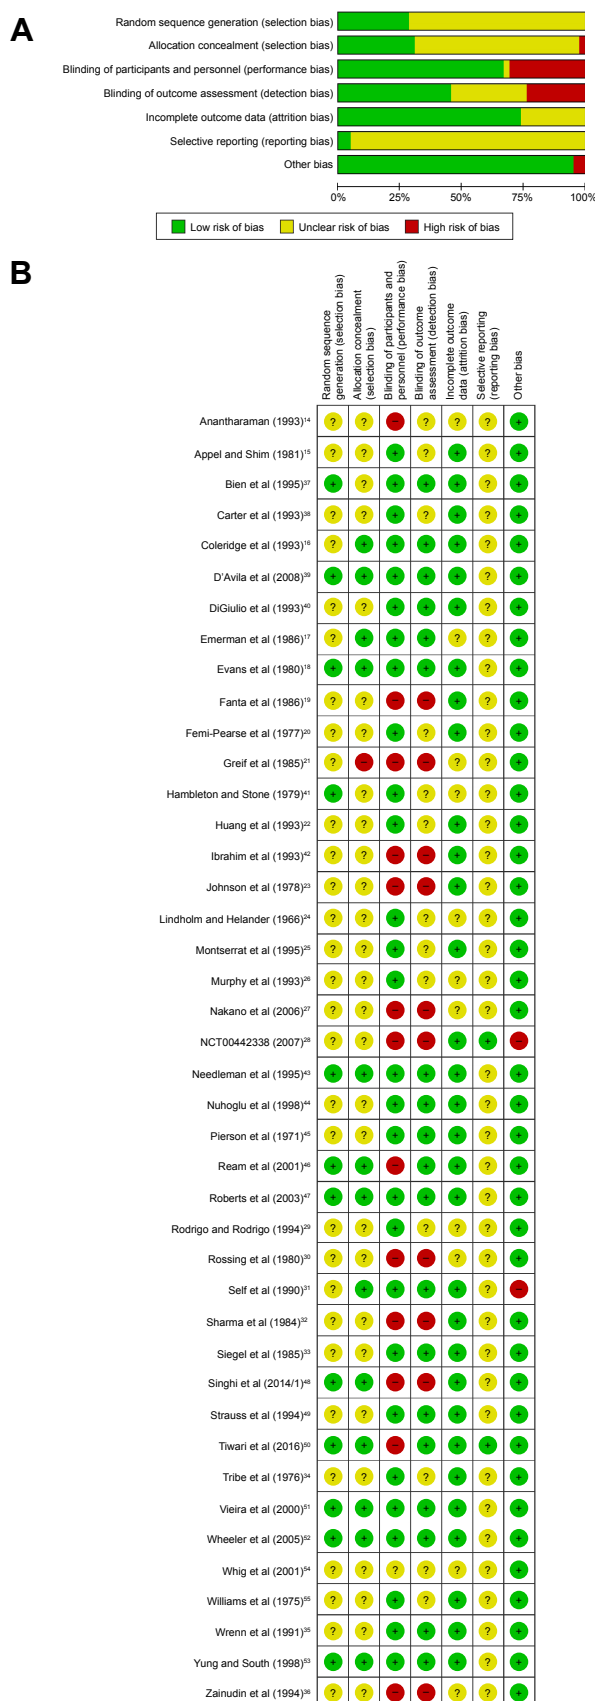 A
Random sequence generation (selection bias)
Allocation concealment (selection bias)
Blinding of participants and personnel (performance bias)
Blinding of outcome assessment (detection bias)
Incomplete outcome data (attrition bias)
Selective reporting (reporting bias)
Other bias
0% 25% 50% 75% 100%
Low risk of bias Unclear risk of bias High risk of bias
B
Random sequence
generation (selection bias)
Allocation concealment
(selection bias)
Blinding of participants and
personnel (performance bias)
Blinding of outcome
assessment (detection bias)
Incomplete outcome
data (attrition bias)
Selective reporting
(reporting bias)
Other bias
Anantharaman (1993)¹⁴ ? ? – ? ? ? +
Appel and Shim (1981)¹⁵ ? ? + ? + ? +
Bien et al (1995)³⁷ + ? + + + ? +
Carter et al (1993)³⁸ ? ? + ? + ? +
Coleridge et al (1993)¹⁶ ? + + + + ? +
D'Avila et al (2008)³⁹ + + + + + ? +
DiGiulio et al (1993)⁴⁰ ? ? + + + ? +
Emerman et al (1986)¹⁷ ? + + + ? ? +
Evans et al (1980)¹⁸ + + + + + ? +
Fanta et al (1986)¹⁹ ? ? – – + ? +
Femi-Pearse et al (1977)²⁰ ? ? + ? + ? +
Greif et al (1985)²¹ ? – – – ? ? +
Hambleton and Stone (1979)⁴¹ + ? + ? ? ? +
Huang et al (1993)²² ? ? + ? + ? +
Ibrahim et al (1993)⁴² ? ? – – + ? +
Johnson et al (1978)²³ ? ? – – + ? +
Lindholm and Helander (1966)²⁴ ? ? + ? ? ? +
Montserrat et al (1995)²⁵ ? ? + ? + ? +
Murphy et al (1993)²⁶ ? ? + ? ? ? +
Nakano et al (2006)²⁷ ? ? – – ? ? +
NCT00442338 (2007)²⁸ ? ? – – + + –
Needleman et al (1995)⁴³ + + + + + ? +
Nuhoglu et al (1998)⁴⁴ ? ? + + + ? +
Pierson et al (1971)⁴⁵ ? ? + + + ? +
Ream et al (2001)⁴⁶ + + – + + ? +
Roberts et al (2003)⁴⁷ + + + + + ? +
Rodrigo and Rodrigo (1994)²⁹ ? ? + ? ? ? +
Rossing et al (1980)³⁰ ? ? – – ? ? +
Self et al (1990)³¹ ? + + + + ? –
Sharma et al (1984)³² ? ? – – + ? +
Siegel et al (1985)³³ ? ? + + + ? +
Singhi et al (2014/1)⁴⁸ + + – – + ? +
Strauss et al (1994)⁴⁹ ? ? + + + ? +
Tiwari et al (2016)⁵⁰ + + – + + + +
Tribe et al (1976)³⁴ ? ? + ? + ? +
Vieira et al (2000)⁵¹ + + + + + ? +
Wheeler et al (2005)⁵² + + + + + ? +
Whig et al (2001)⁵⁴ ? ? ? ? ? ? +
Williams et al (1975)⁵⁵ ? ? + ? + ? +
Wrenn et al (1991)³⁵ ? ? + + + ? +
Yung and South (1998)⁵³ + + + + + ? +
Zainudin et al (1994)³⁶ ? ? – – ? ? +